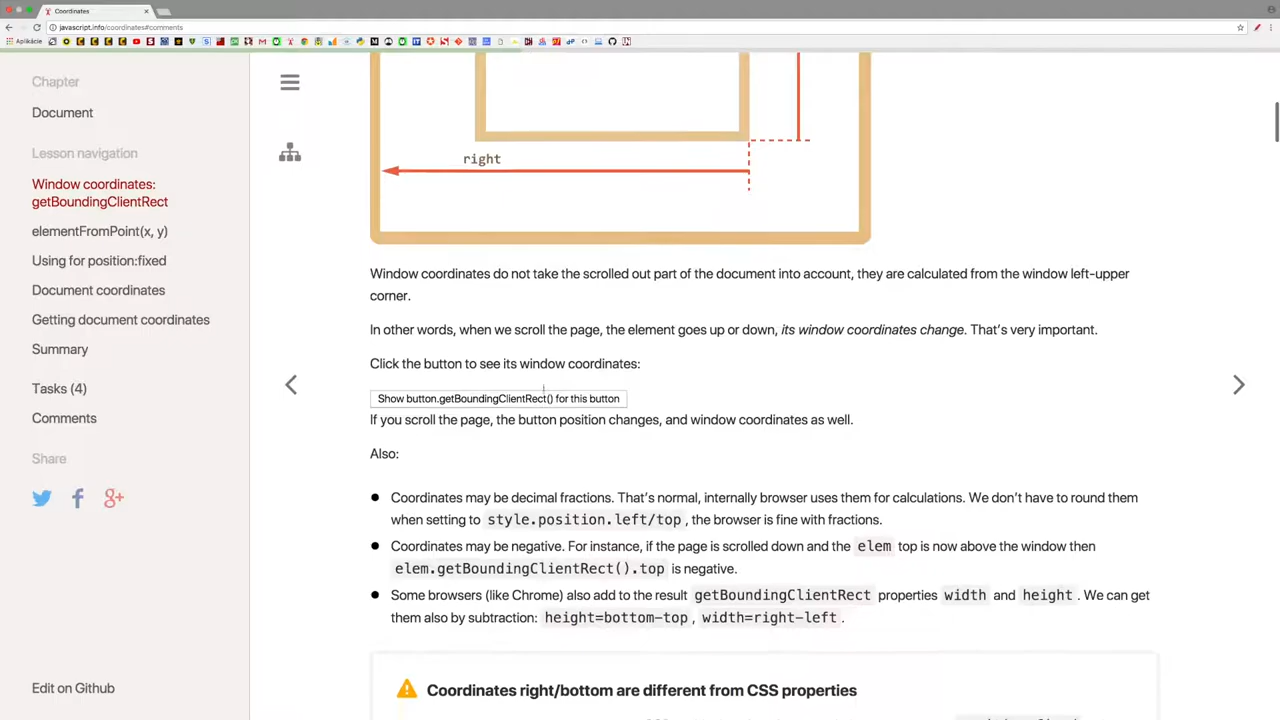 Coordinates
javascript.info/coordinates#comments
Aplikácie
Chapter
Document
Lesson navigation
Window coordinates:
getBoundingClientRect
elementFromPoint(x, y)
Using for position:fixed
Document coordinates
Getting document coordinates
Summary
Tasks (4)
Comments
Share
Edit on Github
right
Window coordinates do not take the scrolled out part of the document into account, they are calculated from the window left-upper
corner.
In other words, when we scroll the page, the element goes up or down, its window coordinates change. That's very important.
Click the button to see its window coordinates:
Show button.getBoundingClientRect() for this button
If you scroll the page, the button position changes, and window coordinates as well.
Also:
Coordinates may be decimal fractions. That's normal, internally browser uses them for calculations. We don't have to round them
when setting to style.position.left/top, the browser is fine with fractions.
Coordinates may be negative. For instance, if the page is scrolled down and the elem top is now above the window then
elem.getBoundingClientRect().top is negative.
Some browsers (like Chrome) also add to the result getBoundingClientRect properties width and height. We can get
them also by subtraction: height=bottom-top, width=right-left.
Coordinates right/bottom are different from CSS properties